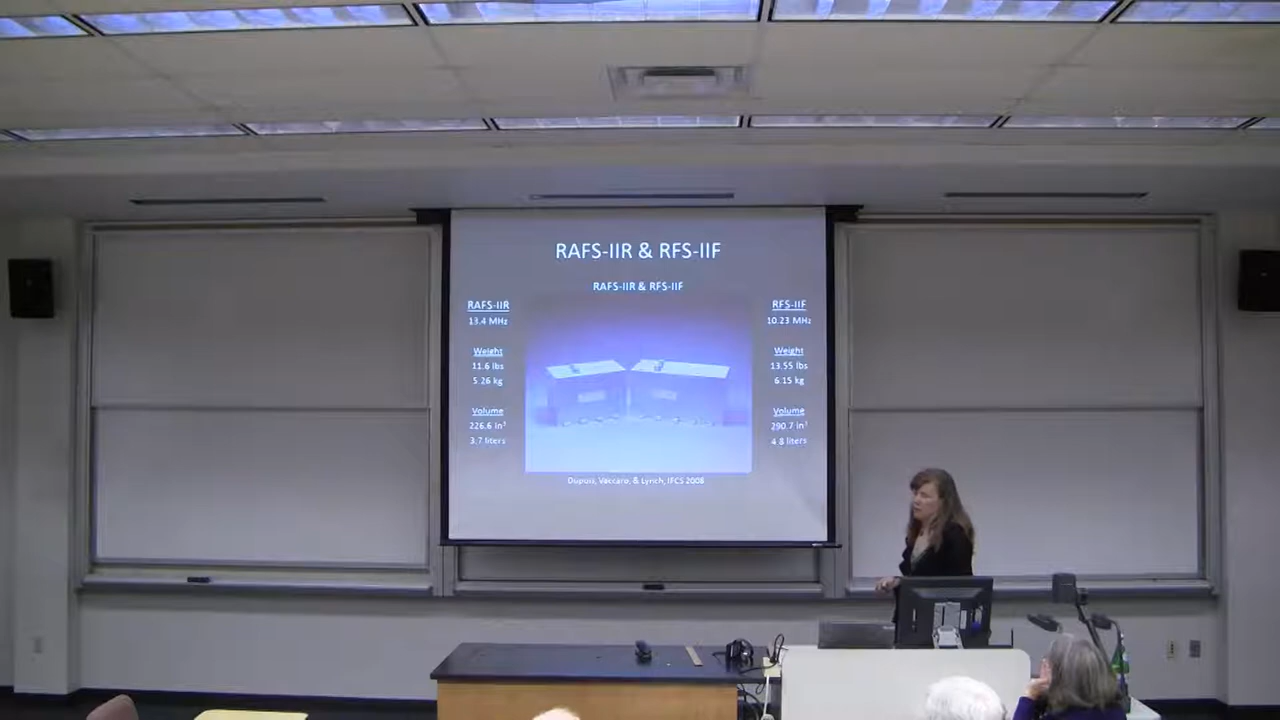 RAFS-IIR & RFS-IIF
RAFS-IIR & RFS-IIF
RAFS-IIR
13.4 MHz
Weight
11.6 lbs
5.26 kg
Volume
226.6 in³
3.7 liters
RFS-IIF
10.23 MHz
Weight
13.55 lbs
6.15 kg
Volume
290.7 in³
4.8 liters
Dupuis, Vaccaro, & Lynch, IFCS 2008